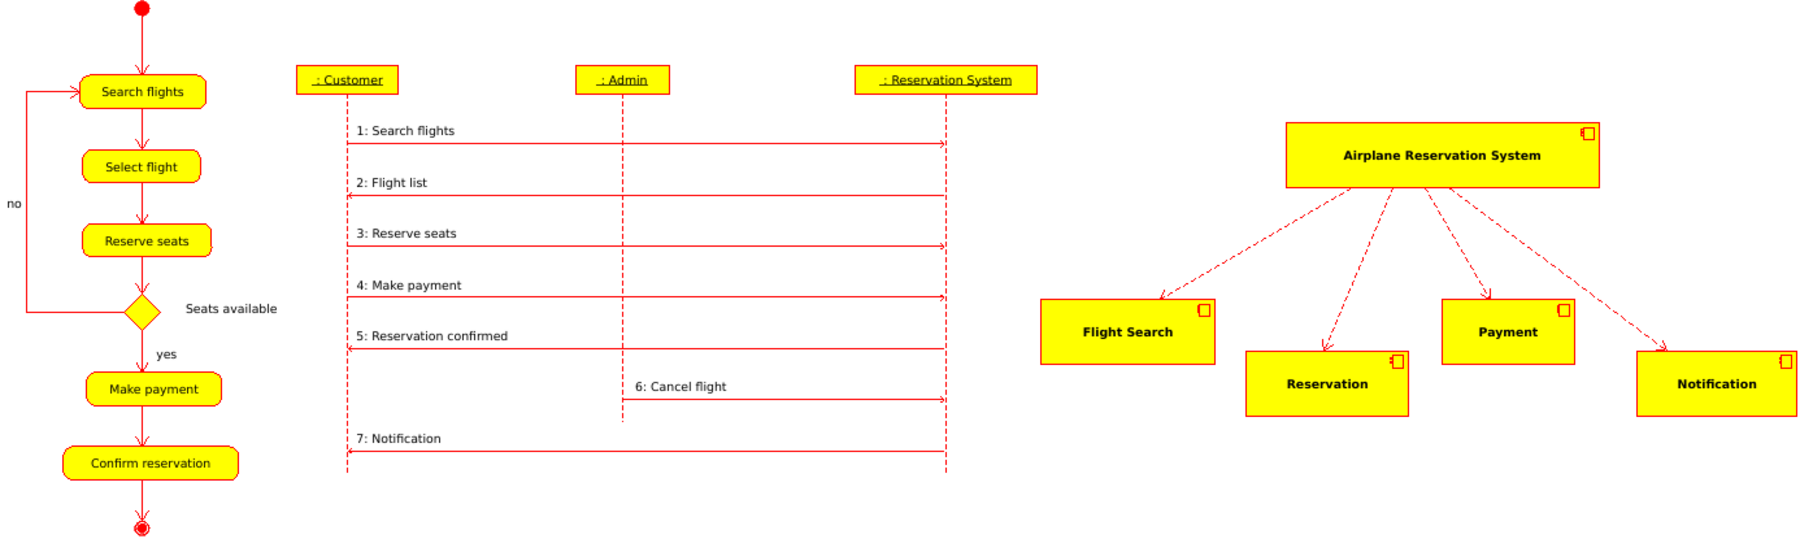 Search flights
Select flight
no
Reserve seats
Seats available
yes
Make payment
Confirm reservation
: Customer
: Admin
: Reservation System
1: Search flights
2: Flight list
3: Reserve seats
4: Make payment
5: Reservation confirmed
6: Cancel flight
7: Notification
Airplane Reservation System
Flight Search
Reservation
Payment
Notification